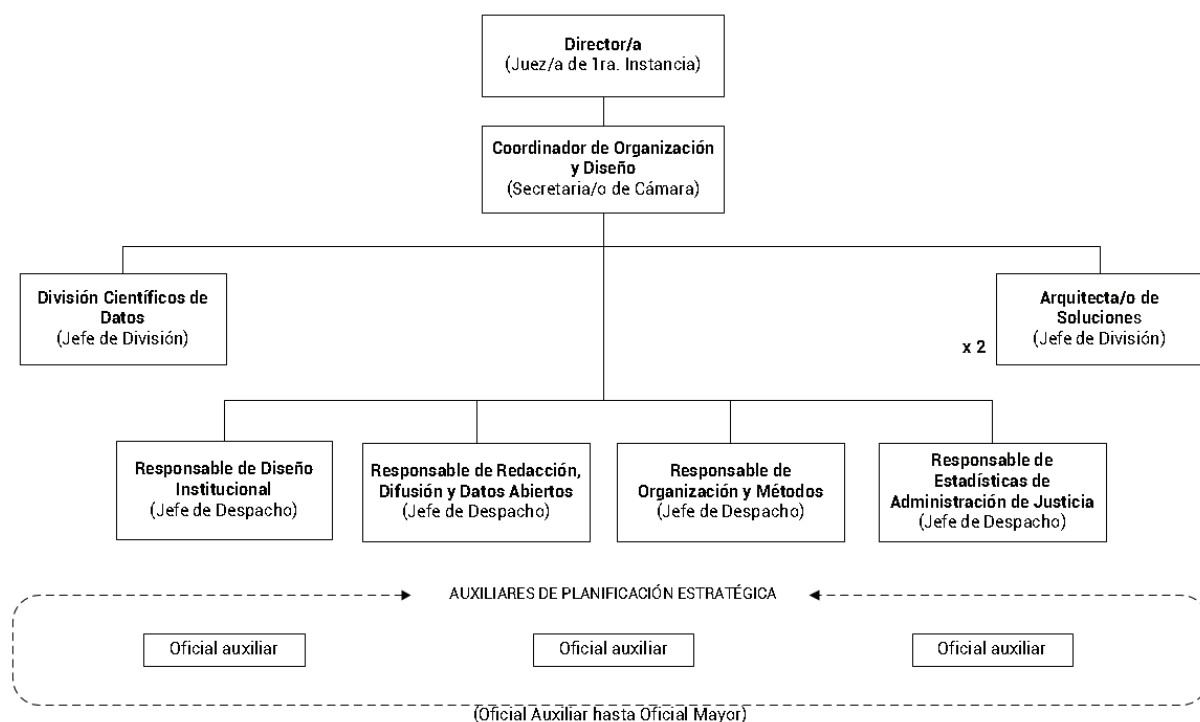 Director/a
(Juez/a de 1ra. Instancia)
Coordinador de Organización
y Diseño
(Secretaria/o de Cámara)
División Científicos de
Datos
(Jefe de División)
x 2
Arquitecta/o de
Soluciones
(Jefe de División)
Responsable de Diseño
Institucional
(Jefe de Despacho)
Responsable de Redacción,
Difusión y Datos Abiertos
(Jefe de Despacho)
Responsable de
Organización y Métodos
(Jefe de Despacho)
Responsable de
Estadísticas de
Administración de Justicia
(Jefe de Despacho)
AUXILIARES DE PLANIFICACIÓN ESTRATÉGICA
Oficial auxiliar
Oficial auxiliar
Oficial auxiliar
(Oficial Auxiliar hasta Oficial Mayor)